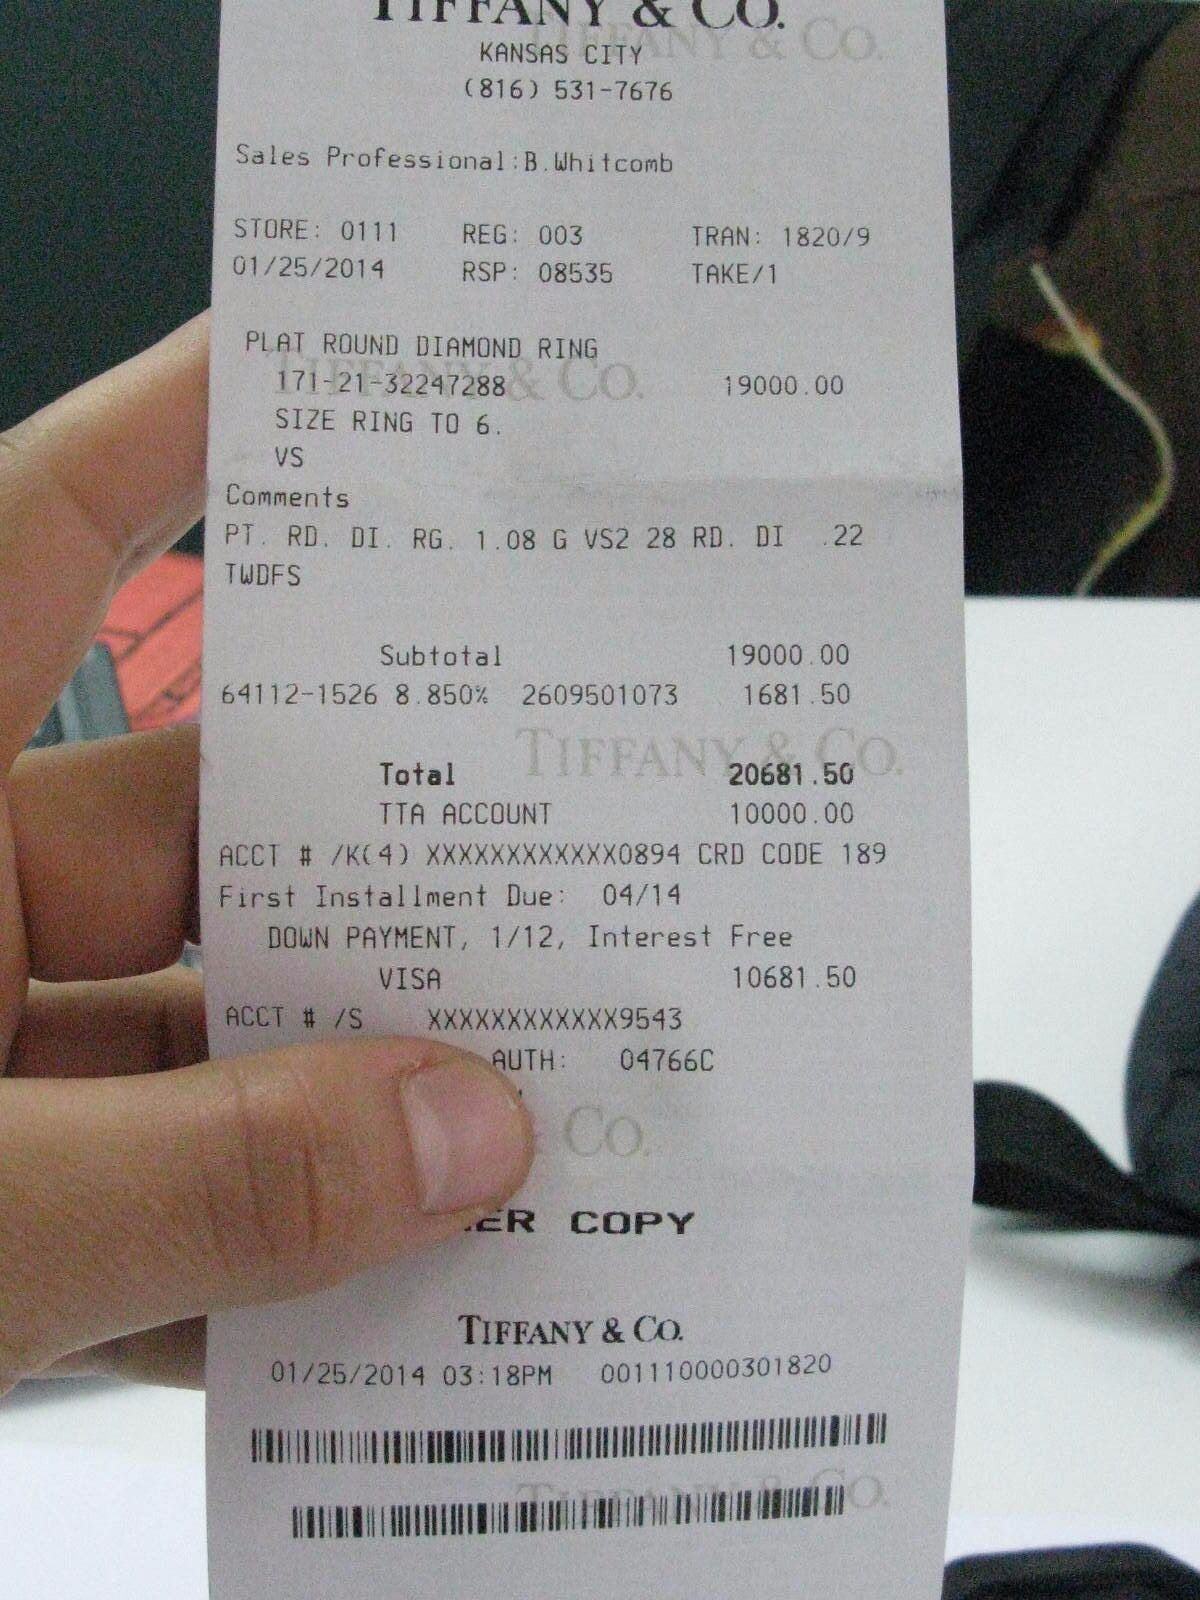 TIFFANY & CO.
KANSAS CITY
(816) 531-7676
Sales Professional:B.Whitcomb
STORE: 0111 REG: 003 TRAN: 1820/9
01/25/2014 RSP: 08535 TAKE/1
PLAT ROUND DIAMOND RING
171-21-32247288 19000.00
SIZE RING TO 6.
VS
Comments
PT. RD. DI. RG. 1.08 G VS2 28 RD. DI .22
TWDFS
Subtotal 19000.00
64112-1526 8.850% 2609501073 1681.50
Total 20681.50
TTA ACCOUNT 10000.00
ACCT # /K(4) XXXXXXXXXXXX0894 CRD CODE 189
First Installment Due: 04/14
DOWN PAYMENT, 1/12, Interest Free
VISA 10681.50
ACCT # /S XXXXXXXXXXXX9543
AUTH: 04766C
ER COPY
TIFFANY & CO.
01/25/2014 03:18PM 001110000301820